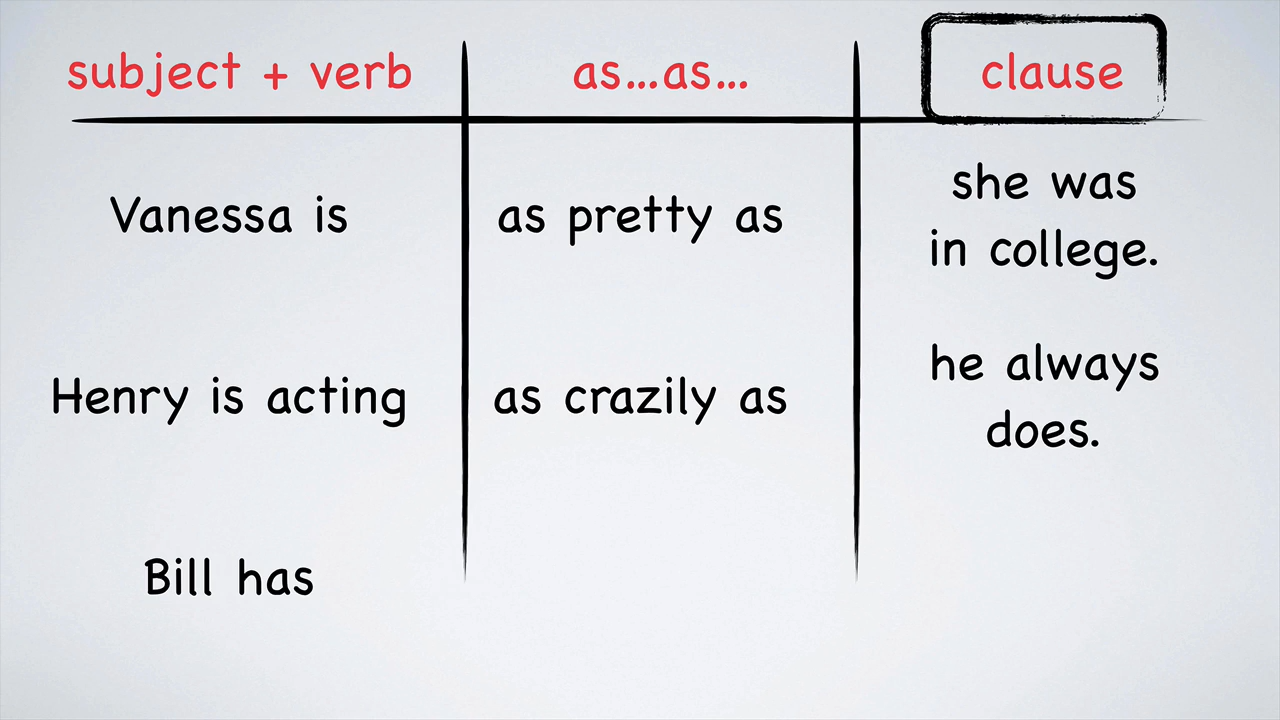 subject + verb
as...as...
clause
Vanessa is
as pretty as
she was
in college.
Henry is acting
as crazily as
he always
does.
Bill has